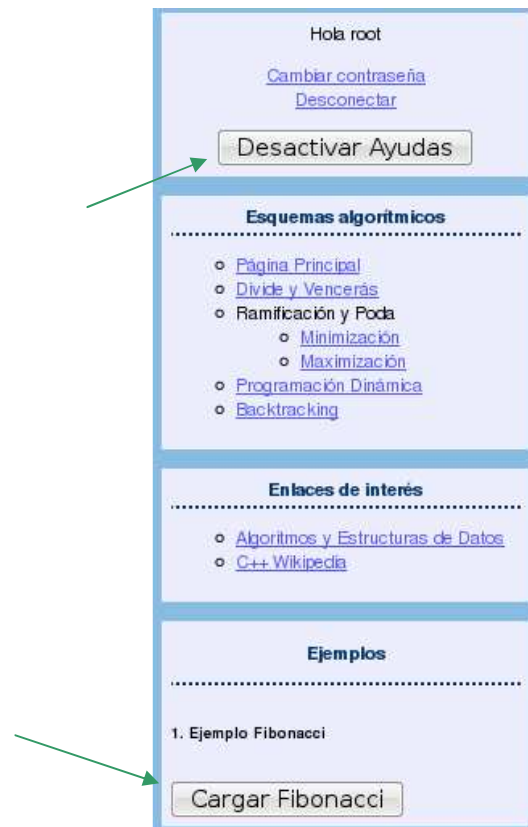 Hola root
Cambiar contraseña
Desconectar
Desactivar Ayudas
Esquemas algorítmicos
Página Principal
Divide y Vencerás
Ramificación y Poda
Minimización
Maximización
Programación Dinámica
Backtracking
Enlaces de interés
Algoritmos y Estructuras de Datos
C++ Wikipedia
Ejemplos
1. Ejemplo Fibonacci
Cargar Fibonacci